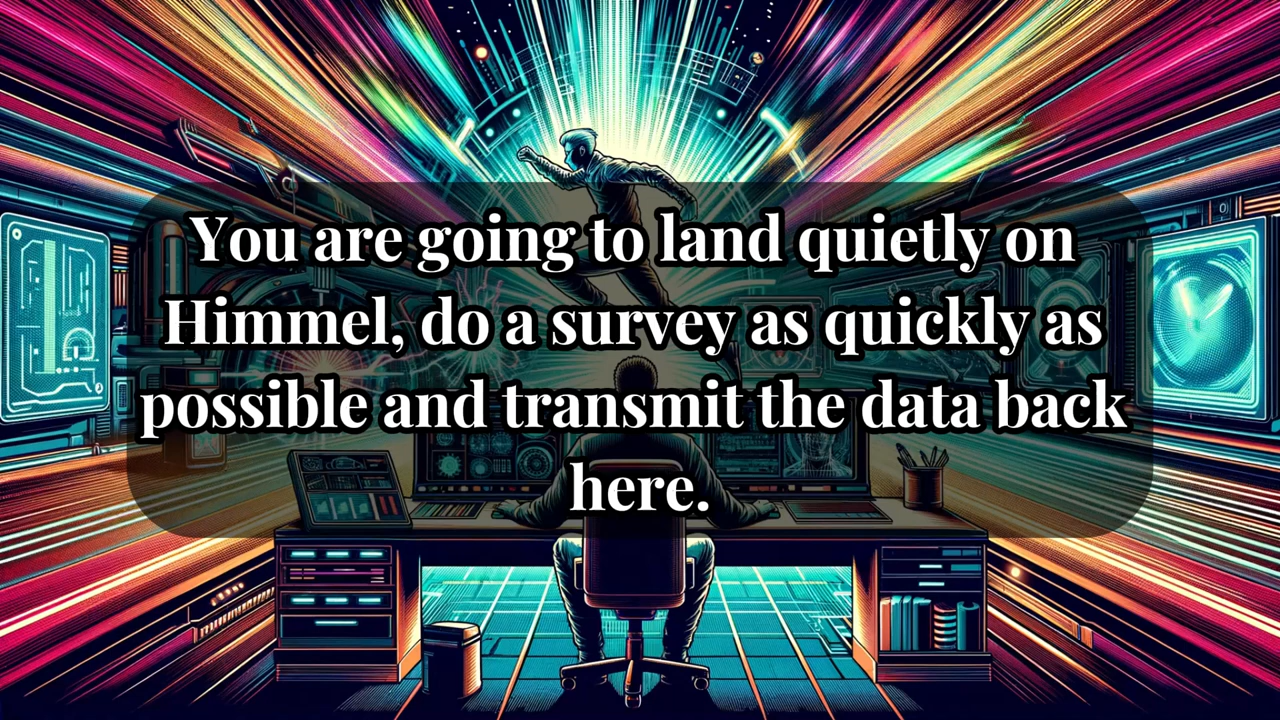 You are going to land quietly on
Himmel, do a survey as quickly as
possible and transmit the data back
here.